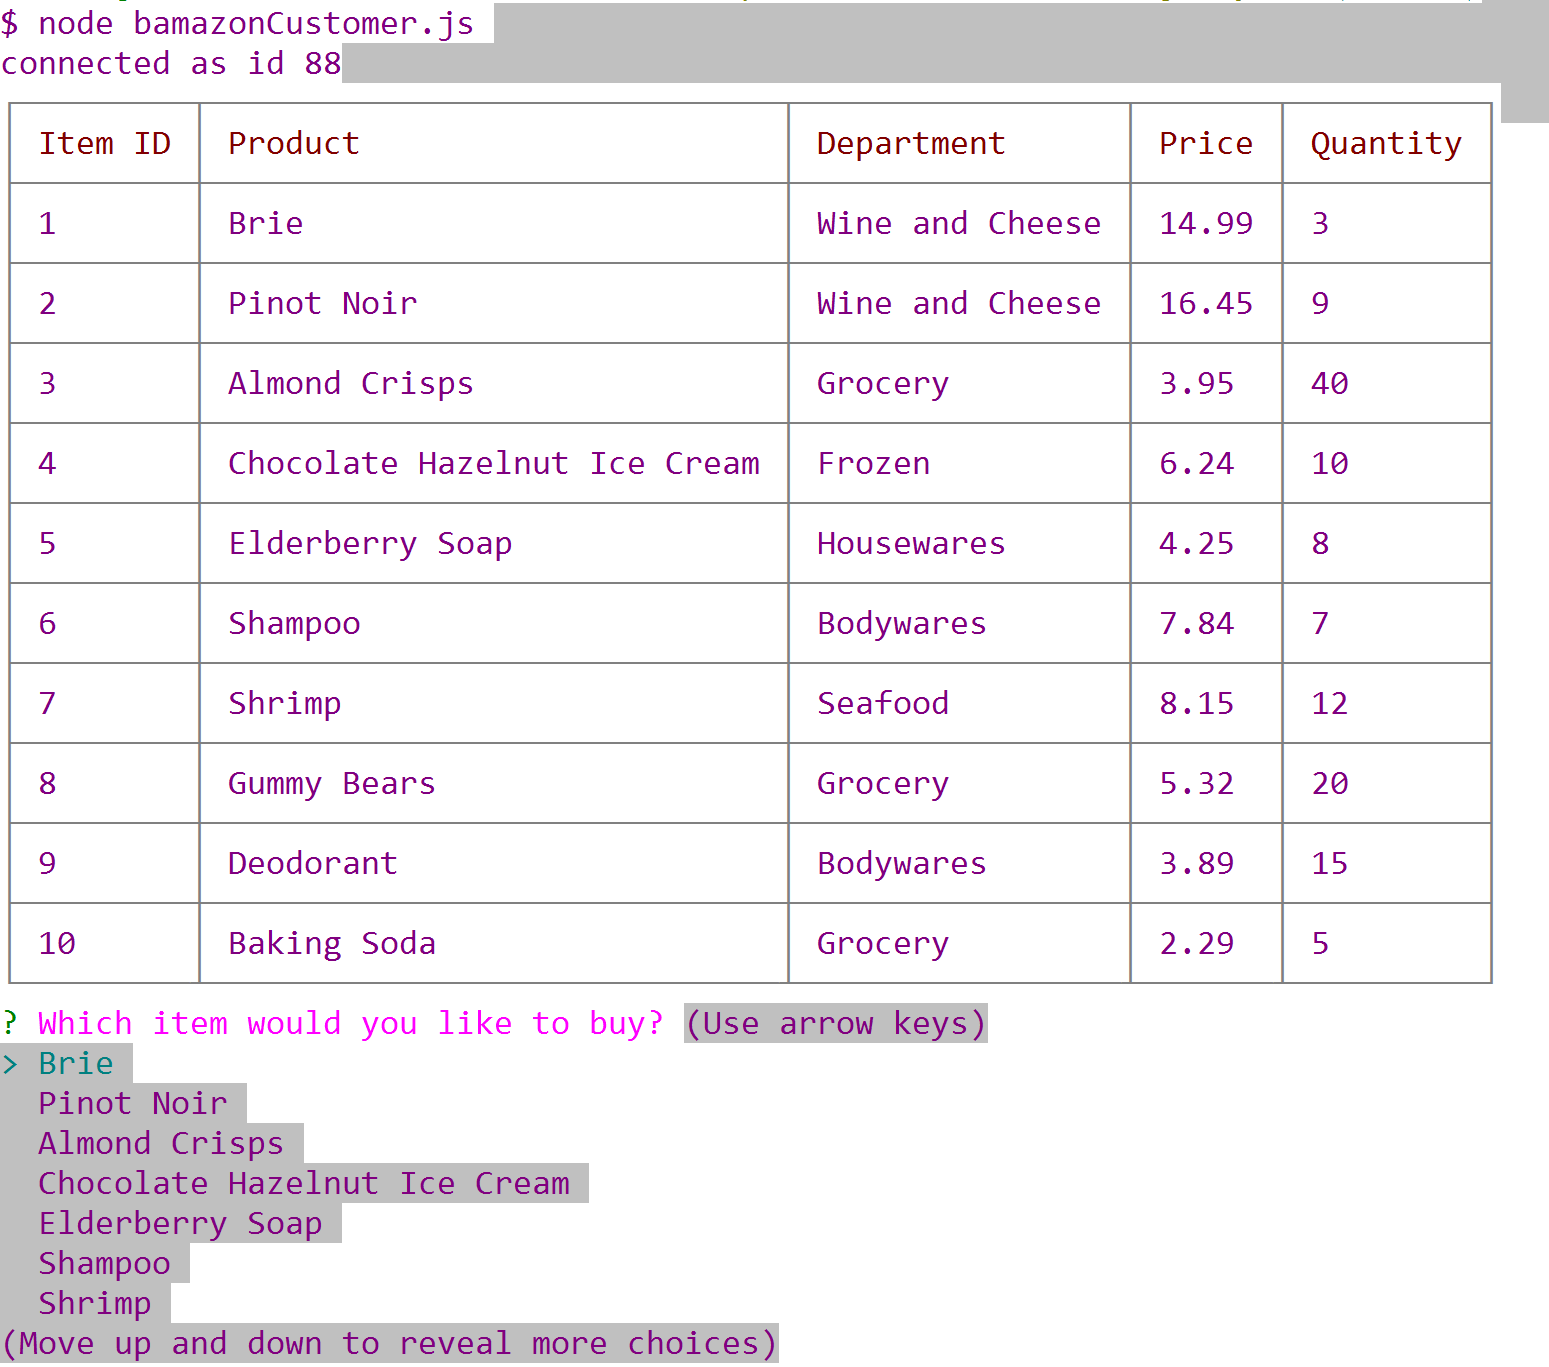 $ node bamazonCustomer.js
connected as id 88
Item ID Product Department Price Quantity
1 Brie Wine and Cheese 14.99 3
2 Pinot Noir Wine and Cheese 16.45 9
3 Almond Crisps Grocery 3.95 40
4 Chocolate Hazelnut Ice Cream Frozen 6.24 10
5 Elderberry Soap Housewares 4.25 8
6 Shampoo Bodywares 7.84 7
7 Shrimp Seafood 8.15 12
8 Gummy Bears Grocery 5.32 20
9 Deodorant Bodywares 3.89 15
10 Baking Soda Grocery 2.29 5
? Which item would you like to buy? (Use arrow keys)
> Brie
Pinot Noir
Almond Crisps
Chocolate Hazelnut Ice Cream
Elderberry Soap
Shampoo
Shrimp
(Move up and down to reveal more choices)